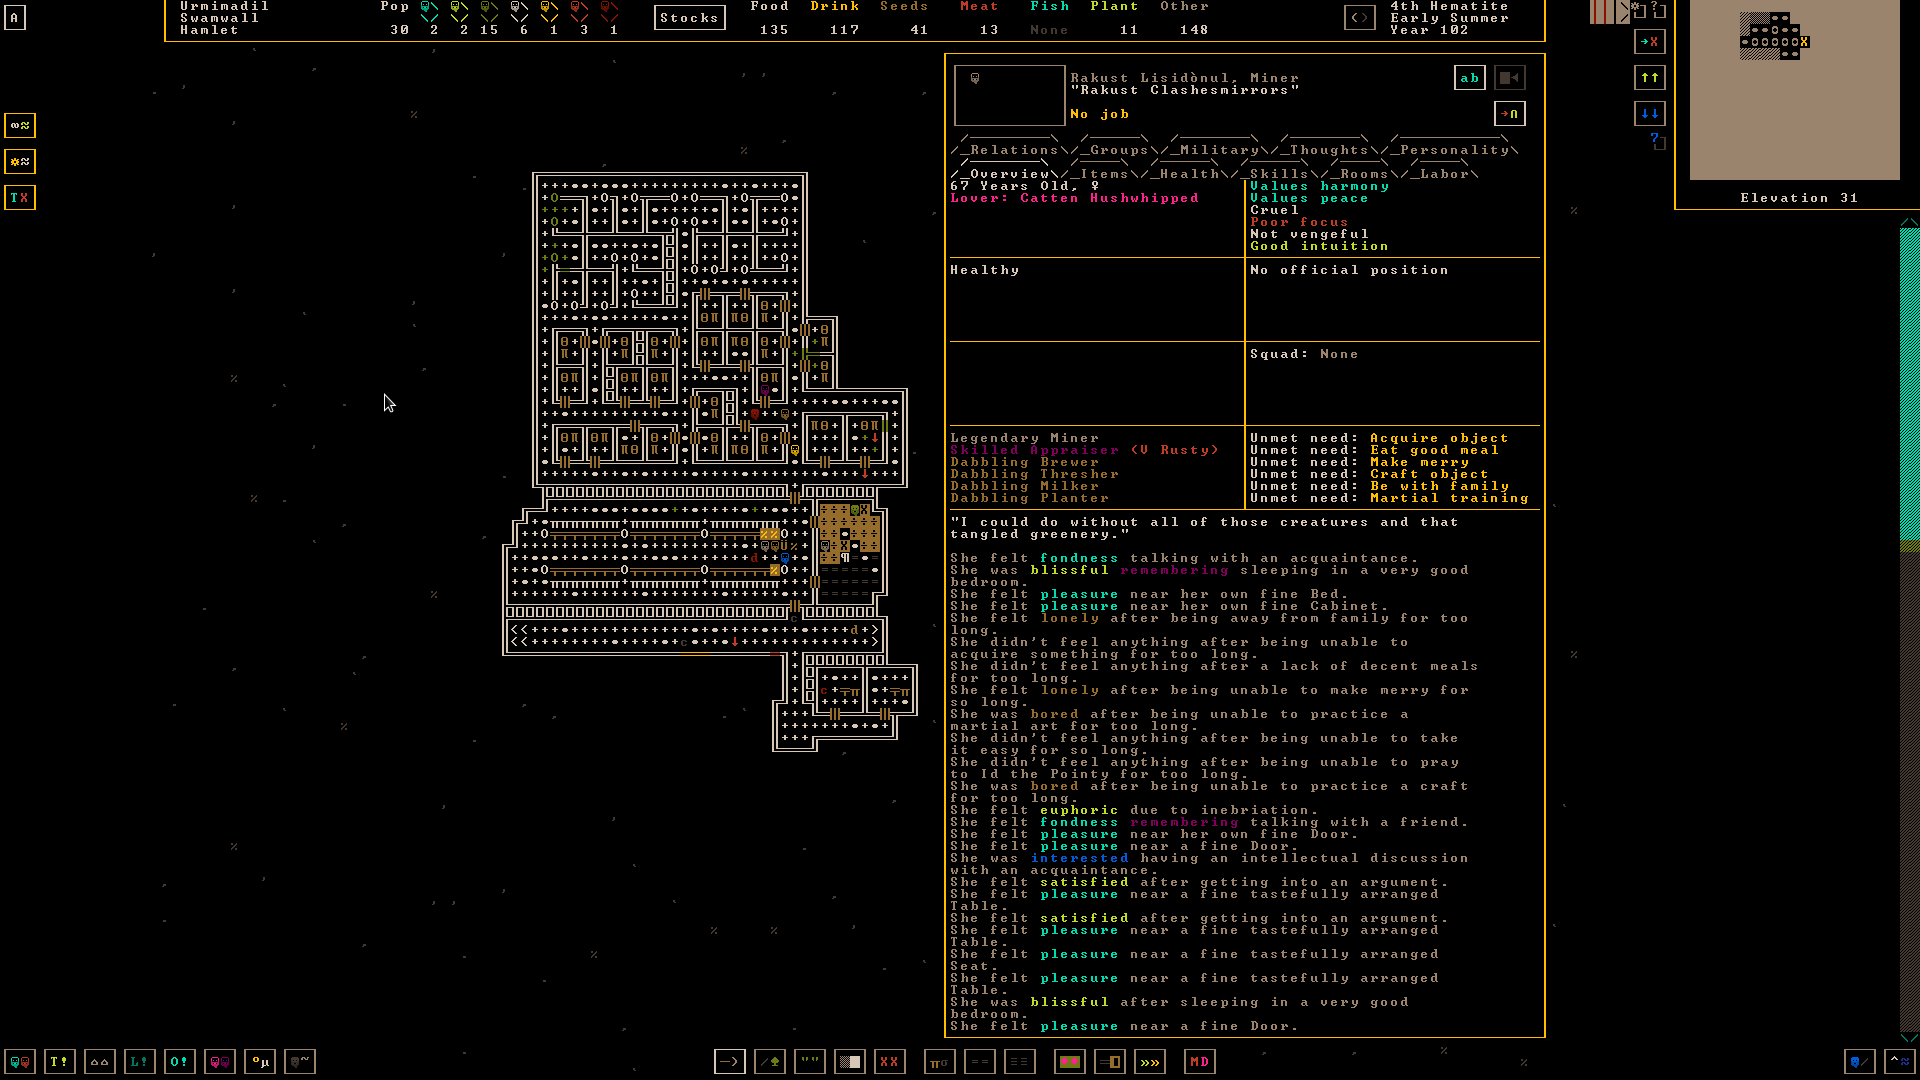 A
Urmimadil
Swamwall
Hamlet
Pop
30 2 2 15 6 1 3 1
Stocks
Food Drink Seeds Meat Fish Plant Other
135 117 41 13 None 11 148
4th Hematite
Early Summer
Year 102
Elevation 31
Rakust Lisidònul, Miner
"Rakust Clashesmirrors"
No job
Relations Groups Military Thoughts Personality
Overview Items Health Skills Rooms Labor
67 Years Old, ♀
Lover: Catten Hushwhipped
Values harmony
Values peace
Cruel
Poor focus
Not vengeful
Good intuition
Healthy
No official position
Squad: None
Legendary Miner
Skilled Appraiser (V Rusty)
Dabbling Brewer
Dabbling Thresher
Dabbling Milker
Dabbling Planter
Unmet need: Acquire object
Unmet need: Eat good meal
Unmet need: Make merry
Unmet need: Craft object
Unmet need: Be with family
Unmet need: Martial training
"I could do without all of those creatures and that
tangled greenery."
She felt fondness talking with an acquaintance.
She was blissful remembering sleeping in a very good
bedroom.
She felt pleasure near her own fine Bed.
She felt pleasure near her own fine Cabinet.
She felt lonely after being away from family for too
long.
She didn't feel anything after being unable to
acquire something for too long.
She didn't feel anything after a lack of decent meals
for too long.
She felt lonely after being unable to make merry for
so long.
She was bored after being unable to practice a
martial art for too long.
She didn't feel anything after being unable to take
it easy for so long.
She didn't feel anything after being unable to pray
to Id the Pointy for too long.
She was bored after being unable to practice a craft
for too long.
She felt euphoric due to inebriation.
She felt fondness remembering talking with a friend.
She felt pleasure near her own fine Door.
She felt pleasure near a fine Door.
She was interested having an intellectual discussion
with an acquaintance.
She felt satisfied after getting into an argument.
She felt pleasure near a fine tastefully arranged
Table.
She felt satisfied after getting into an argument.
She felt pleasure near a fine tastefully arranged
Table.
She felt pleasure near a fine tastefully arranged
Seat.
She felt pleasure near a fine tastefully arranged
Table.
She was blissful after sleeping in a very good
bedroom.
She felt pleasure near a fine Door.